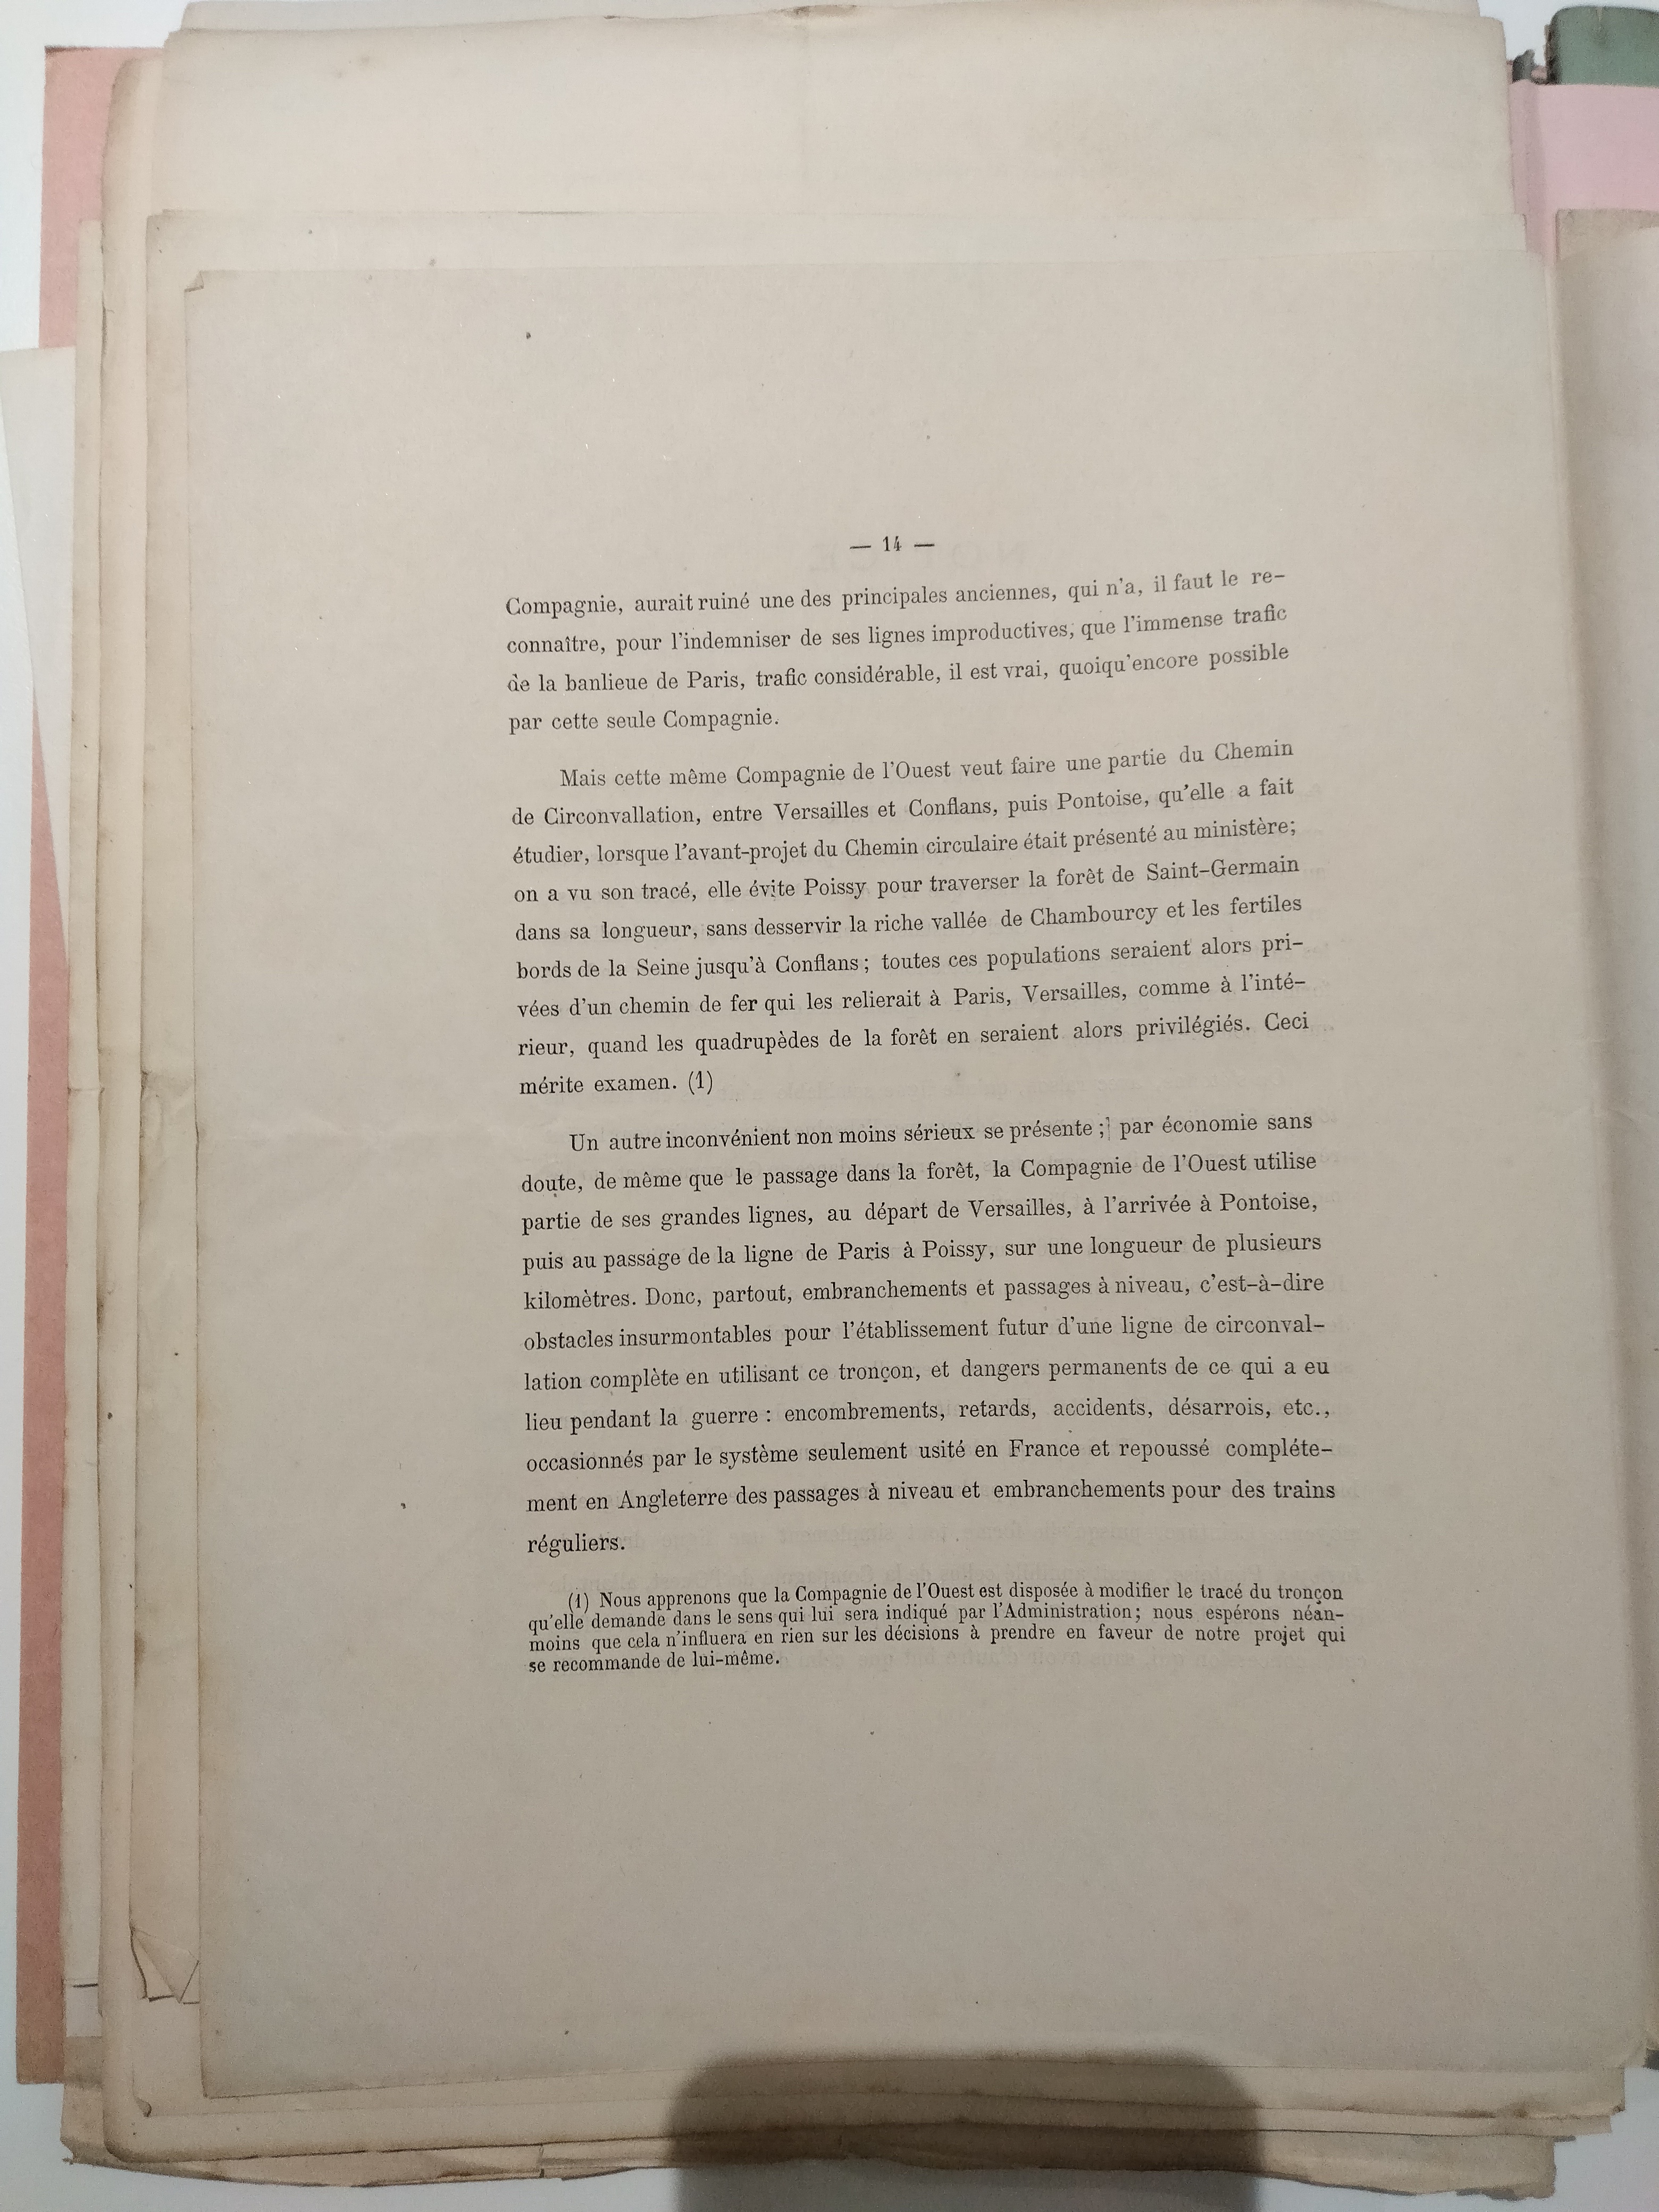 — 14 —
Compagnie, aurait ruiné une des principales anciennes, qui n'a, il faut le re-
connaître, pour l'indemniser de ses lignes improductives, que l'immense trafic
de la banlieue de Paris, trafic considérable, il est vrai, quoiqu'encore possible
par cette seule Compagnie.
Mais cette même Compagnie de l'Ouest veut faire une partie du Chemin
de Circonvallation, entre Versailles et Conflans, puis Pontoise, qu'elle a fait
étudier, lorsque l'avant-projet du Chemin circulaire était présenté au ministère;
on a vu son tracé, elle évite Poissy pour traverser la forêt de Saint-Germain
dans sa longueur, sans desservir la riche vallée de Chambourcy et les fertiles
bords de la Seine jusqu'à Conflans; toutes ces populations seraient alors pri-
vées d'un chemin de fer qui les relierait à Paris, Versailles, comme à l'inté-
rieur, quand les quadrupèdes de la forêt en seraient alors privilégiés. Ceci
mérite examen. (1)
Un autre inconvénient non moins sérieux se présente; par économie sans
doute, de même que le passage dans la forêt, la Compagnie de l'Ouest utilise
partie de ses grandes lignes, au départ de Versailles, à l'arrivée à Pontoise,
puis au passage de la ligne de Paris à Poissy, sur une longueur de plusieurs
kilomètres. Donc, partout, embranchements et passages à niveau, c'est-à-dire
obstacles insurmontables pour l'établissement futur d'une ligne de circonval-
lation complète en utilisant ce tronçon, et dangers permanents de ce qui a eu
lieu pendant la guerre : encombrements, retards, accidents, désarrois, etc.,
occasionnés par le système seulement usité en France et repoussé compléte-
ment en Angleterre des passages à niveau et embranchements pour des trains
réguliers.
(1) Nous apprenons que la Compagnie de l'Ouest est disposée à modifier le tracé du tronçon
qu'elle demande dans le sens qui lui sera indiqué par l'Administration; nous espérons néan-
moins que cela n'influera en rien sur les décisions à prendre en faveur de notre projet qui
se recommande de lui-même.